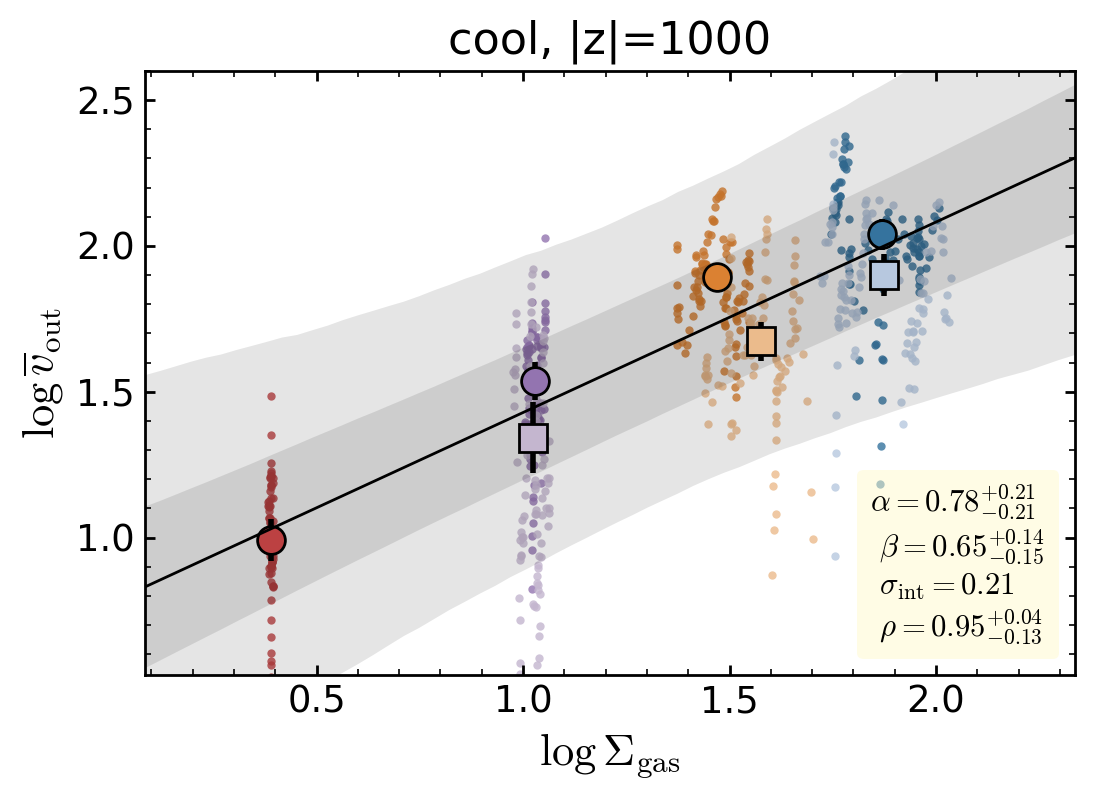 cool, |z|=1000
2.5
2.0
1.5
1.0
log v̅_out
0.5 1.0 1.5 2.0
log Σ_gas
α = 0.78^{+0.21}_{-0.21}
β = 0.65^{+0.14}_{-0.15}
σ_int = 0.21
ρ = 0.95^{+0.04}_{-0.13}